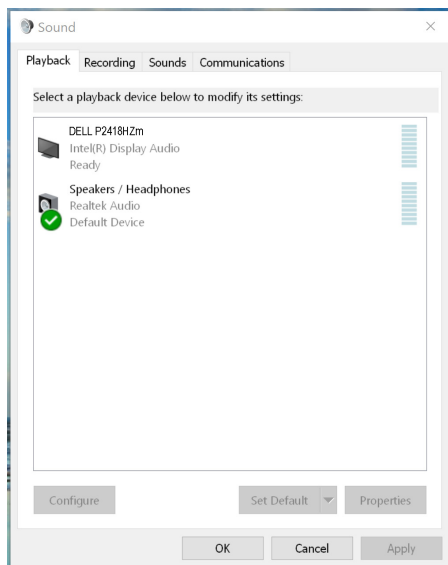 Sound
Playback Recording Sounds Communications
Select a playback device below to modify its settings:
DELL P2418HZm
Intel(R) Display Audio
Ready
Speakers / Headphones
Realtek Audio
Default Device
Configure Set Default Properties
OK Cancel Apply